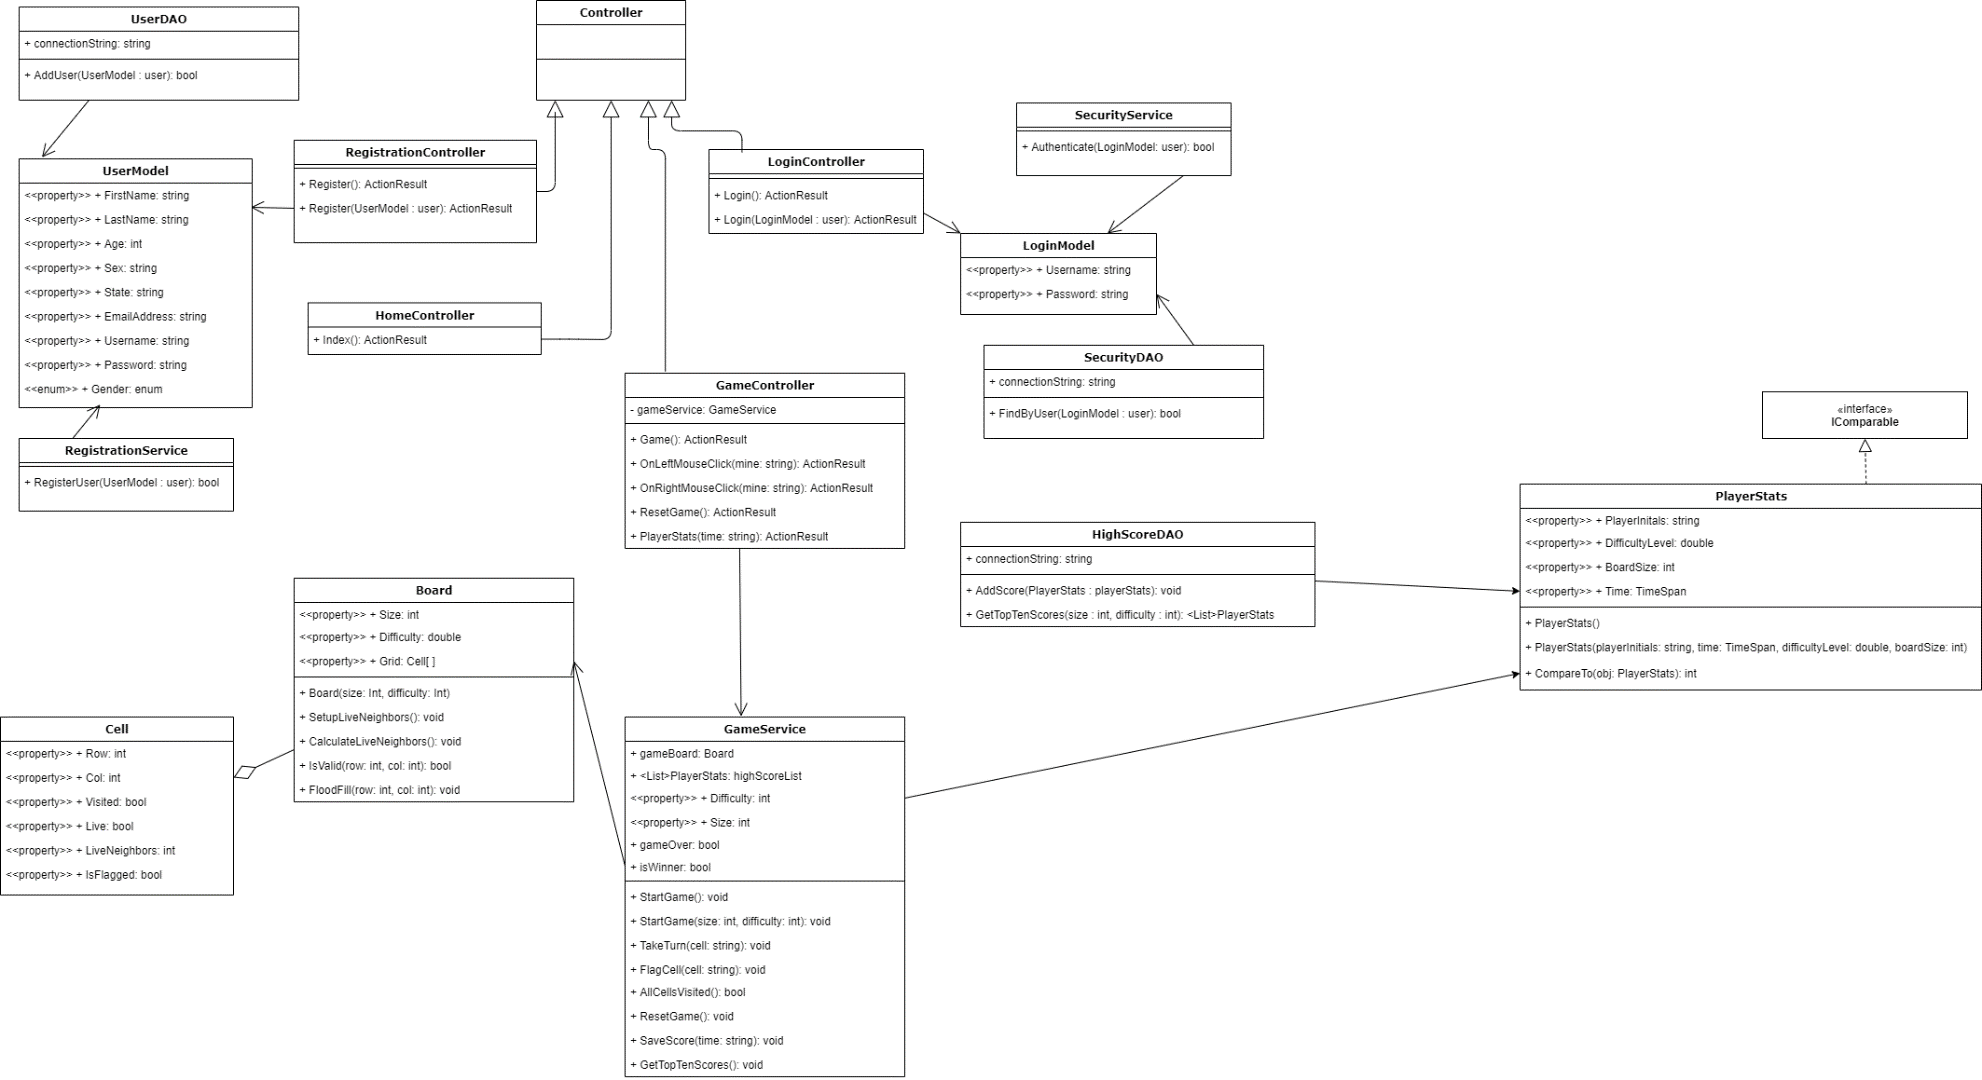 UserDAO
+ connectionString: string
+ AddUser(UserModel : user): bool
Controller
UserModel
<<property>> + FirstName: string
<<property>> + LastName: string
<<property>> + Age: int
<<property>> + Sex: string
<<property>> + State: string
<<property>> + EmailAddress: string
<<property>> + Username: string
<<property>> + Password: string
<<enum>> + Gender: enum
RegistrationController
+ Register(): ActionResult
+ Register(UserModel : user): ActionResult
LoginController
+ Login(): ActionResult
+ Login(LoginModel : user): ActionResult
SecurityService
+ Authenticate(LoginModel: user): bool
LoginModel
<<property>> + Username: string
<<property>> + Password: string
HomeController
+ Index(): ActionResult
SecurityDAO
+ connectionString: string
+ FindByUser(LoginModel : user): bool
RegistrationService
+ RegisterUser(UserModel : user): bool
GameController
- gameService: GameService
+ Game(): ActionResult
+ OnLeftMouseClick(mine: string): ActionResult
+ OnRightMouseClick(mine: string): ActionResult
+ ResetGame(): ActionResult
+ PlayerStats(time: string): ActionResult
«interface»
IComparable
PlayerStats
<<property>> + PlayerInitals: string
<<property>> + DifficultyLevel: double
<<property>> + BoardSize: int
<<property>> + Time: TimeSpan
+ PlayerStats()
+ PlayerStats(playerInitials: string, time: TimeSpan, difficultyLevel: double, boardSize: int)
+ CompareTo(obj: PlayerStats): int
HighScoreDAO
+ connectionString: string
+ AddScore(PlayerStats : playerStats): void
+ GetTopTenScores(size : int, difficulty : int): <List>PlayerStats
Board
<<property>> + Size: int
<<property>> + Difficulty: double
<<property>> + Grid: Cell[ ]
+ Board(size: Int, difficulty: Int)
+ SetupLiveNeighbors(): void
+ CalculateLiveNeighbors(): void
+ IsValid(row: int, col: int): bool
+ FloodFill(row: int, col: int): void
Cell
<<property>> + Row: int
<<property>> + Col: int
<<property>> + Visited: bool
<<property>> + Live: bool
<<property>> + LiveNeighbors: int
<<property>> + IsFlagged: bool
GameService
+ gameBoard: Board
+ <List>PlayerStats: highScoreList
<<property>> + Difficulty: int
<<property>> + Size: int
+ gameOver: bool
+ isWinner: bool
+ StartGame(): void
+ StartGame(size: int, difficulty: int): void
+ TakeTurn(cell: string): void
+ FlagCell(cell: string): void
+ AllCellsVisited(): bool
+ ResetGame(): void
+ SaveScore(time: string): void
+ GetTopTenScores(): void